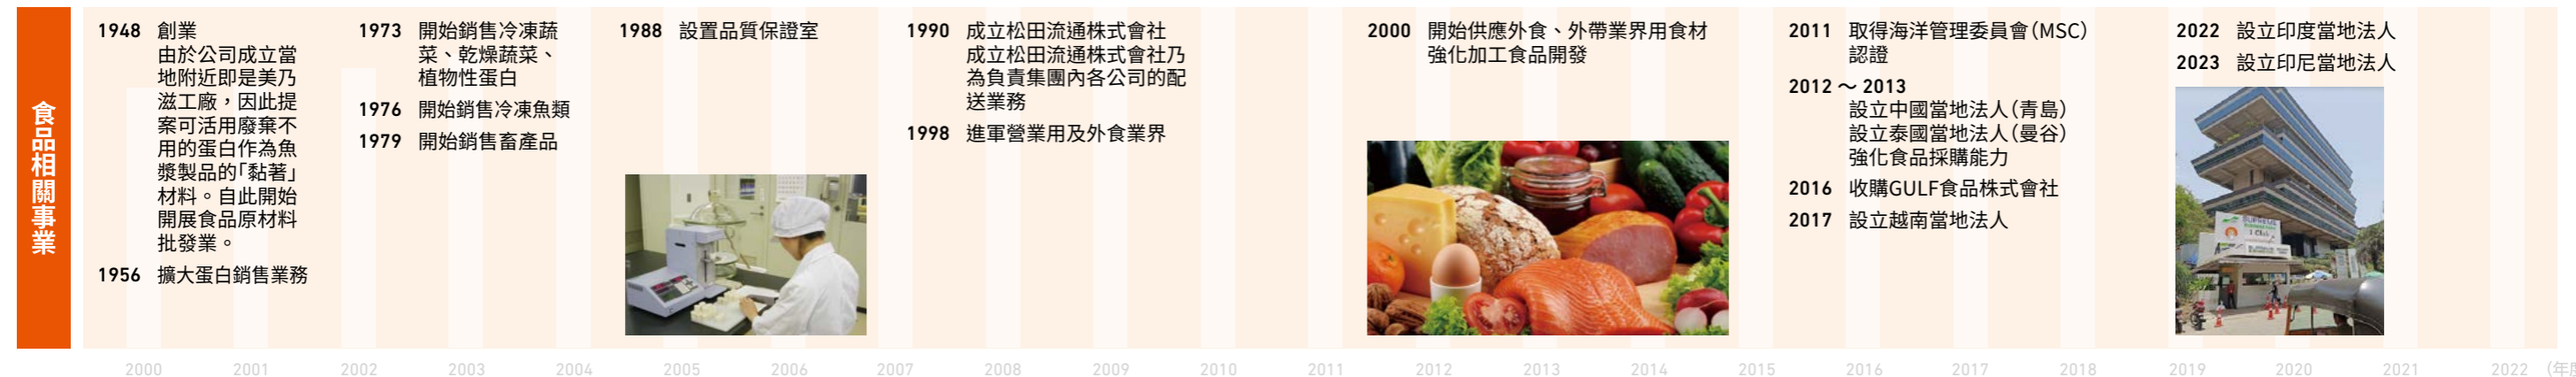 食品相關事業
1948 創業
由於公司成立當
地附近即是美乃
滋工廠，因此提
案可活用廢棄不
用的蛋白作為魚
漿製品的「黏著」
材料。自此開始
開展食品原材料
批發業。
1956 擴大蛋白銷售業務
1973 開始銷售冷凍蔬
菜、乾燥蔬菜、
植物性蛋白
1976 開始銷售冷凍魚類
1979 開始銷售畜產品
1988 設置品質保證室
1990 成立松田流通株式會社
成立松田流通株式會社乃
為負責集團內各公司的配
送業務
1998 進軍營業用及外食業界
2000 開始供應外食、外帶業界用食材
強化加工食品開發
2011 取得海洋管理委員會（MSC）
認證
2012 ～ 2013
設立中國當地法人（青島）
設立泰國當地法人（曼谷）
強化食品採購能力
2016 收購GULF食品株式會社
2017 設立越南當地法人
2022 設立印度當地法人
2023 設立印尼當地法人
2000 2001 2002 2003 2004 2005 2006 2007 2008 2009 2010 2011 2012 2013 2014 2015 2016 2017 2018 2019 2020 2021 2022 (年